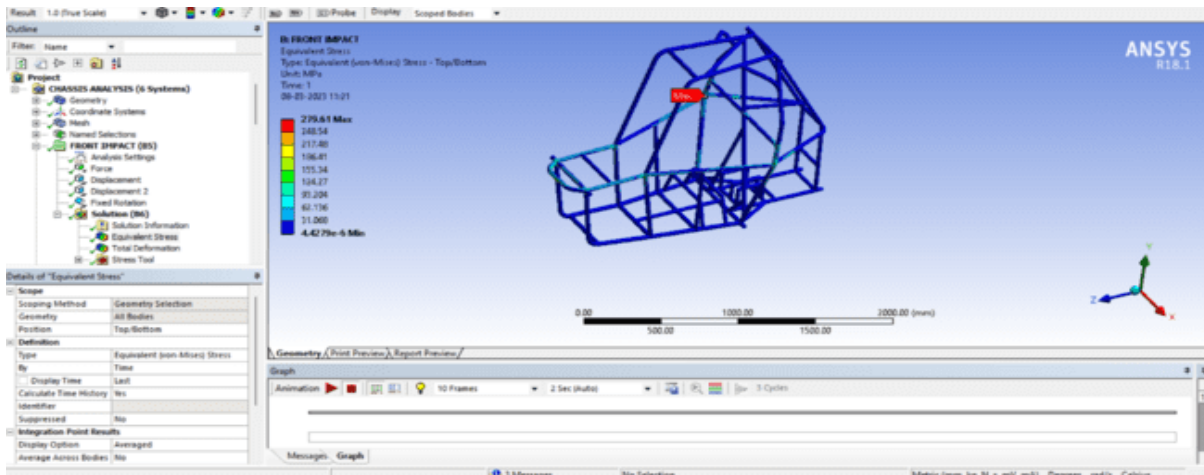 Result 1.0 (True Scale)
Probe Display Scoped Bodies
Outline
Filter: Name
Project
CHASSIS ANALYSIS (6 Systems)
Geometry
Coordinate Systems
Mesh
Named Selections
FRONT IMPACT (B5)
Analysis Settings
Force
Displacement
Displacement 2
Fixed Rotation
Solution (B6)
Solution Information
Equivalent Stress
Total Deformation
Stress Tool
Details of "Equivalent Stress"
Scope
Scoping Method Geometry Selection
Geometry All Bodies
Position Top/Bottom
Definition
Type Equivalent (von-Mises) Stress
By Time
Display Time Last
Calculate Time History Yes
Identifier
Suppressed No
Integration Point Results
Display Option Averaged
Average Across Bodies No
B: FRONT IMPACT
Equivalent Stress
Type: Equivalent (von-Mises) Stress - Top/Bottom
Unit: MPa
Time: 1
11:21
279.61 Max
248.54
217.48
186.41
155.34
124.27
93.204
62.136
31.068
4.4279e-6 Min
Max
ANSYS
R18.1
0.00 1000.00 2000.00 (mm)
500.00 1500.00
Y
Z
X
Geometry Print Preview Report Preview
Graph
Animation 10 Frames 2 Sec (Auto) 3 Cycles
Messages Graph
No Selection